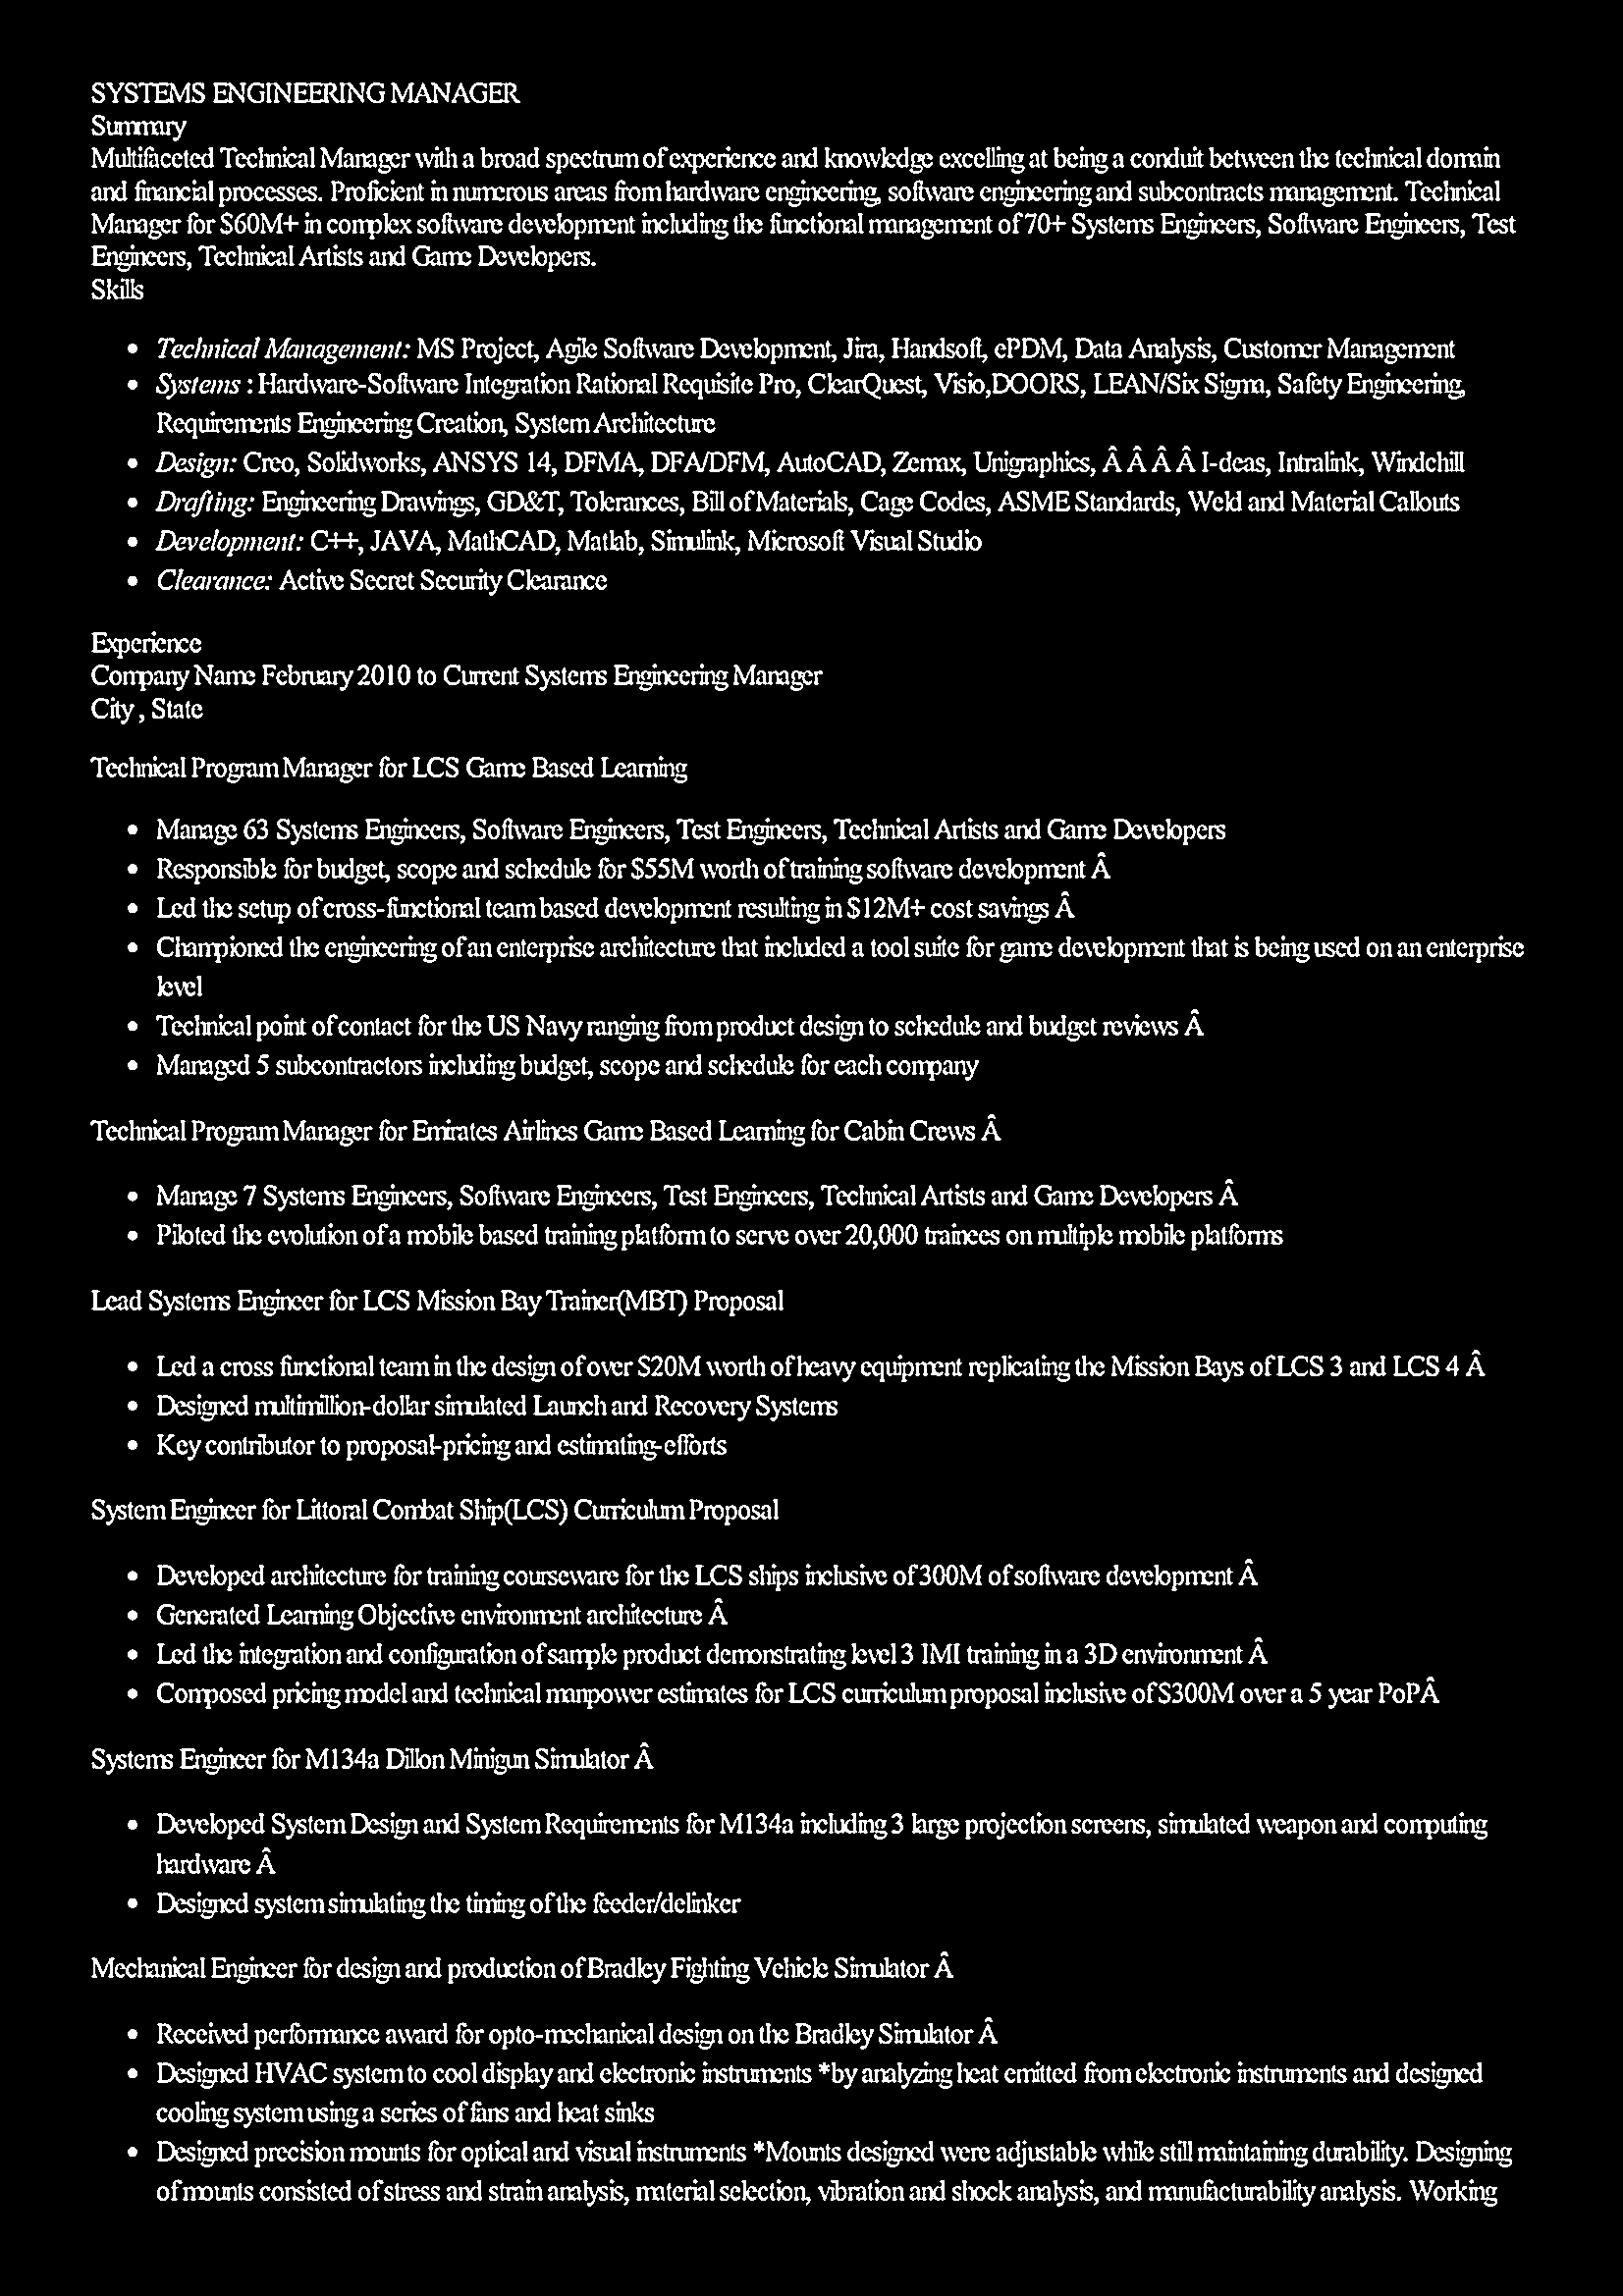 SYSTEMS ENGINEERING MANAGER
Summary
Multifaceted Technical Manager with a broad spectrum of experience and knowledge excelling at being a conduit between the technical domain
and financial processes. Proficient in numerous areas from hardware engineering, software engineering and subcontracts management. Technical
Manager for $60M+ in complex software development including the functional management of 70+ Systems Engineers, Software Engineers, Test
Engineers, Technical Artists and Game Developers.
Skills
• Technical Management: MS Project, Agile Software Development, Jira, Handsoft, ePDM, Data Analysis, Customer Management
• Systems : Hardware-Software Integration Rational Requisite Pro, ClearQuest, Visio,DOORS, LEAN/Six Sigma, Safety Engineering,
Requirements Engineering Creation, System Architecture
• Design: Creo, Solidworks, ANSYS 14, DFMA, DFA/DFM, AutoCAD, Zemax, Unigraphics, Â Â Â Â I-deas, Intralink, Windchill
• Drafting: Engineering Drawings, GD&T, Tolerances, Bill of Materials, Cage Codes, ASME Standards, Weld and Material Callouts
• Development: C++, JAVA, MathCAD, Matlab, Simulink, Microsoft Visual Studio
• Clearance: Active Secret Security Clearance
Experience
Company Name February 2010 to Current Systems Engineering Manager
City , State
Technical Program Manager for LCS Game Based Learning
• Manage 63 Systems Engineers, Software Engineers, Test Engineers, Technical Artists and Game Developers
• Responsible for budget, scope and schedule for $55M worth of training software development Â
• Led the setup of cross-functional team based development resulting in $12M+ cost savings Â
• Championed the engineering of an enterprise architecture that included a tool suite for game development that is being used on an enterprise
level
• Technical point of contact for the US Navy ranging from product design to schedule and budget reviews Â
• Managed 5 subcontractors including budget, scope and schedule for each company
Technical Program Manager for Emirates Airlines Game Based Learning for Cabin Crews Â
• Manage 7 Systems Engineers, Software Engineers, Test Engineers, Technical Artists and Game Developers Â
• Piloted the evolution of a mobile based training platform to serve over 20,000 trainees on multiple mobile platforms
Lead Systems Engineer for LCS Mission Bay Trainer(MBT) Proposal
• Led a cross functional team in the design of over $20M worth of heavy equipment replicating the Mission Bays of LCS 3 and LCS 4 Â
• Designed multimillion-dollar simulated Launch and Recovery Systems
• Key contributor to proposal-pricing and estimating-efforts
System Engineer for Littoral Combat Ship(LCS) Curriculum Proposal
• Developed architecture for training courseware for the LCS ships inclusive of 300M of software development Â
• Generated Learning Objective environment architecture Â
• Led the integration and configuration of sample product demonstrating level 3 IMI training in a 3D environment Â
• Composed pricing model and technical manpower estimates for LCS curriculum proposal inclusive of $300M over a 5 year PoPÂ
Systems Engineer for M134a Dillon Minigun Simulator Â
• Developed System Design and System Requirements for M134a including 3 large projection screens, simulated weapon and computing
hardware Â
• Designed system simulating the timing of the feeder/delinker
Mechanical Engineer for design and production of Bradley Fighting Vehicle Simulator Â
• Received performance award for opto-mechanical design on the Bradley Simulator Â
• Designed HVAC system to cool display and electronic instruments *by analyzing heat emitted from electronic instruments and designed
cooling system using a series of fans and heat sinks
• Designed precision mounts for optical and visual instruments *Mounts designed were adjustable while still maintaining durability. Designing
of mounts consisted of stress and strain analysis, material selection, vibration and shock analysis, and manufacturability analysis. Working